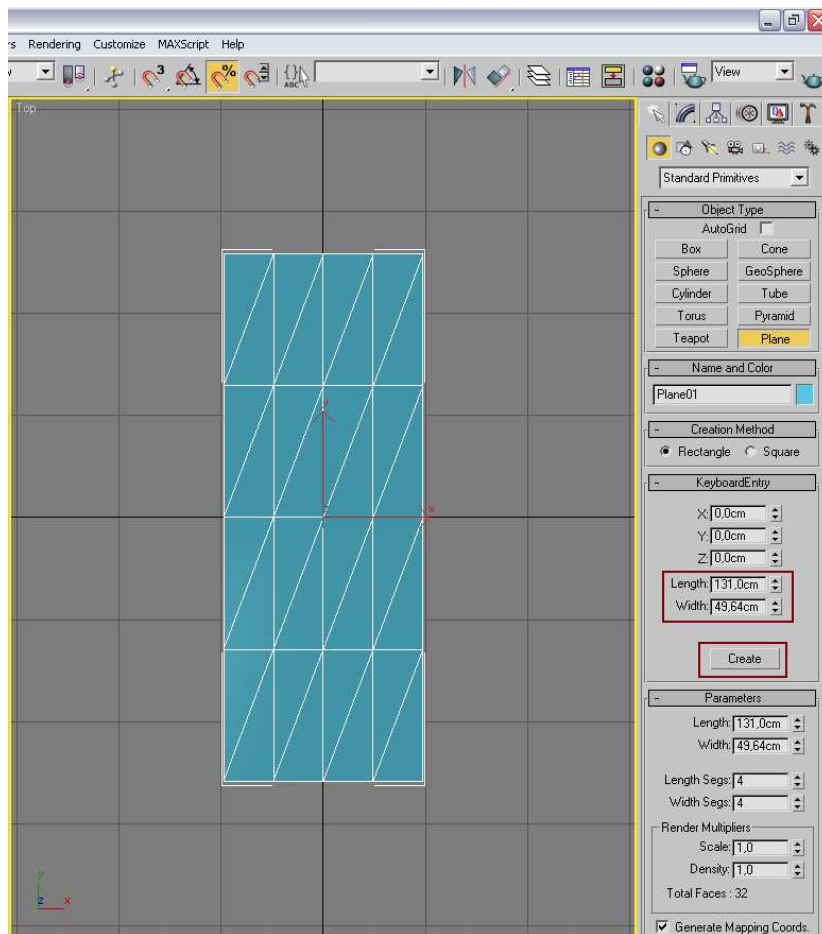 Rendering Customize MAXScript Help
3 % {} ABC View
Top
Standard Primitives
- Object Type
AutoGrid
Box Cone
Sphere GeoSphere
Cylinder Tube
Torus Pyramid
Teapot Plane
- Name and Color
Plane01
- Creation Method
Rectangle Square
- KeyboardEntry
X: 0,0cm
Y: 0,0cm
Z: 0,0cm
Length: 131,0cm
Width: 49,64cm
Create
- Parameters
Length: 131,0cm
Width: 49,64cm
Length Segs: 4
Width Segs: 4
Render Multipliers
Scale: 1,0
Density: 1,0
Total Faces : 32
Generate Mapping Coords.
y
x
z
y
z x